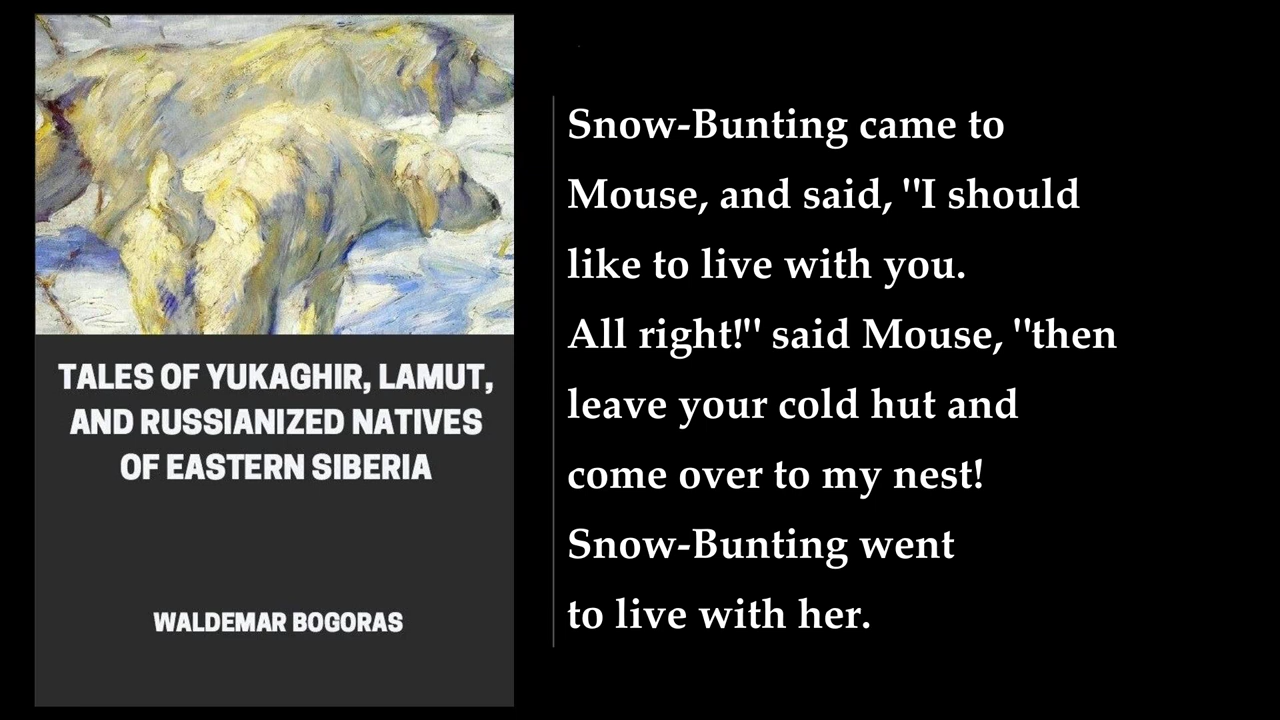 TALES OF YUKAGHIR, LAMUT,
AND RUSSIANIZED NATIVES
OF EASTERN SIBERIA
WALDEMAR BOGORAS
Snow-Bunting came to
Mouse, and said, "I should
like to live with you.
All right!" said Mouse, "then
leave your cold hut and
come over to my nest!
Snow-Bunting went
to live with her.